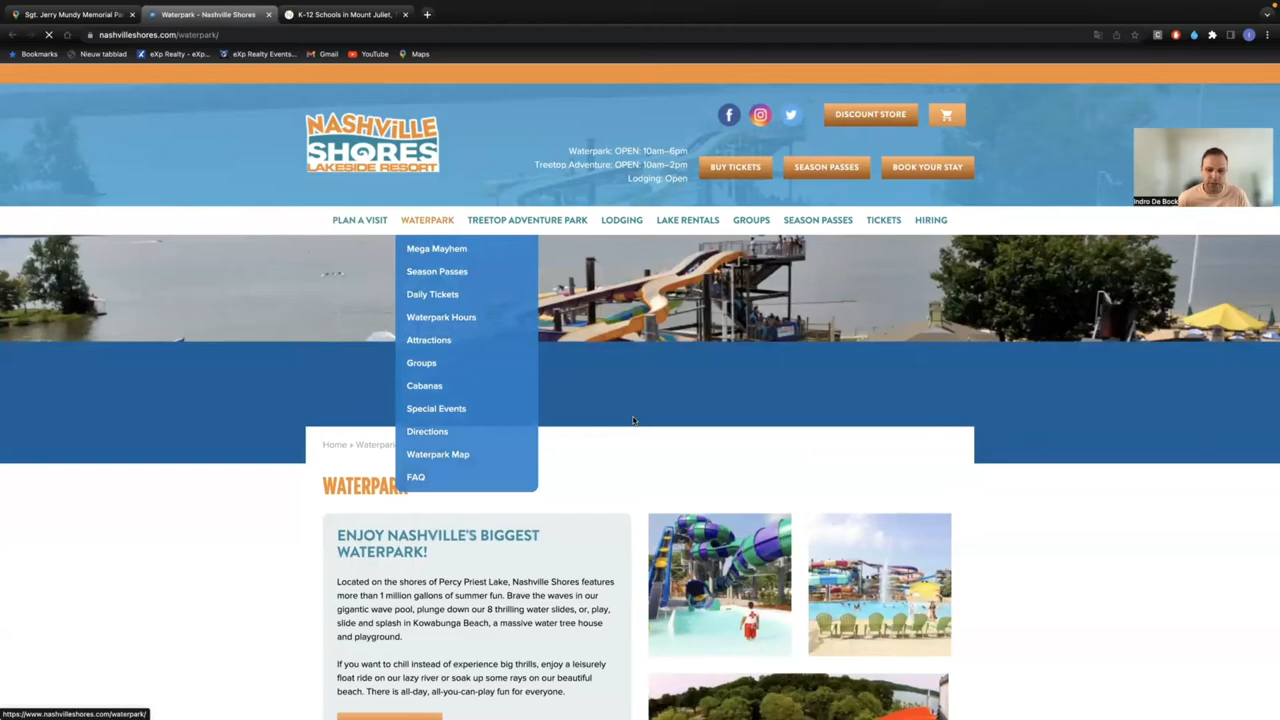 Sgt. Jerry Mundy Memorial Pa
Waterpark - Nashville Shores
K-12 Schools in Mount Juliet,
nashvilleshores.com/waterpark/
Bookmarks
Nieuw tabblad
eXp Realty - eXp...
eXp Realty Events...
Gmail
YouTube
Maps
NASHVILLE
SHORES
LAKESIDE RESORT
DISCOUNT STORE
Waterpark: OPEN: 10am–6pm
Treetop Adventure: OPEN: 10am–2pm
Lodging: Open
BUY TICKETS
SEASON PASSES
BOOK YOUR STAY
indro De Bock
PLAN A VISIT
WATERPARK
TREETOP ADVENTURE PARK
LODGING
LAKE RENTALS
GROUPS
SEASON PASSES
TICKETS
HIRING
Mega Mayhem
Season Passes
Daily Tickets
Waterpark Hours
Attractions
Groups
Cabanas
Special Events
Directions
Waterpark Map
FAQ
Home » Waterpark
WATERPARK
ENJOY NASHVILLE'S BIGGEST
WATERPARK!
Located on the shores of Percy Priest Lake, Nashville Shores features
more than 1 million gallons of summer fun. Brave the waves in our
gigantic wave pool, plunge down our 8 thrilling water slides, or, play,
slide and splash in Kowabunga Beach, a massive water tree house
and playground.
If you want to chill instead of experience big thrills, enjoy a leisurely
float ride on our lazy river or soak up some rays on our beautiful
beach. There is all-day, all-you-can-play fun for everyone.
https://www.nashvilleshores.com/waterpark/